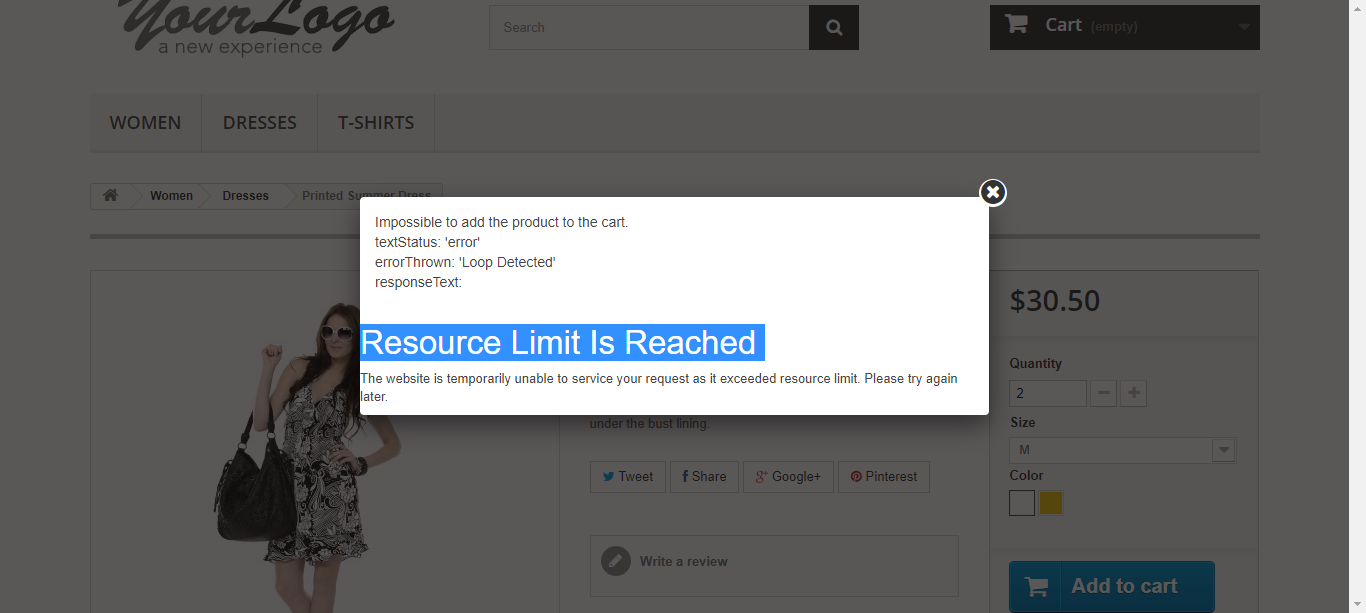 YourLogo
a new experience
Search
Cart (empty)
WOMEN
DRESSES
T-SHIRTS
Women
Dresses
Printed Summer Dress
Impossible to add the product to the cart.
textStatus: 'error'
errorThrown: 'Loop Detected'
responseText:
Resource Limit Is Reached
The website is temporarily unable to service your request as it exceeded resource limit. Please try again
later.
under the bust lining.
Tweet
Share
Google+
Pinterest
Write a review
$30.50
Quantity
2
Size
M
Color
Add to cart